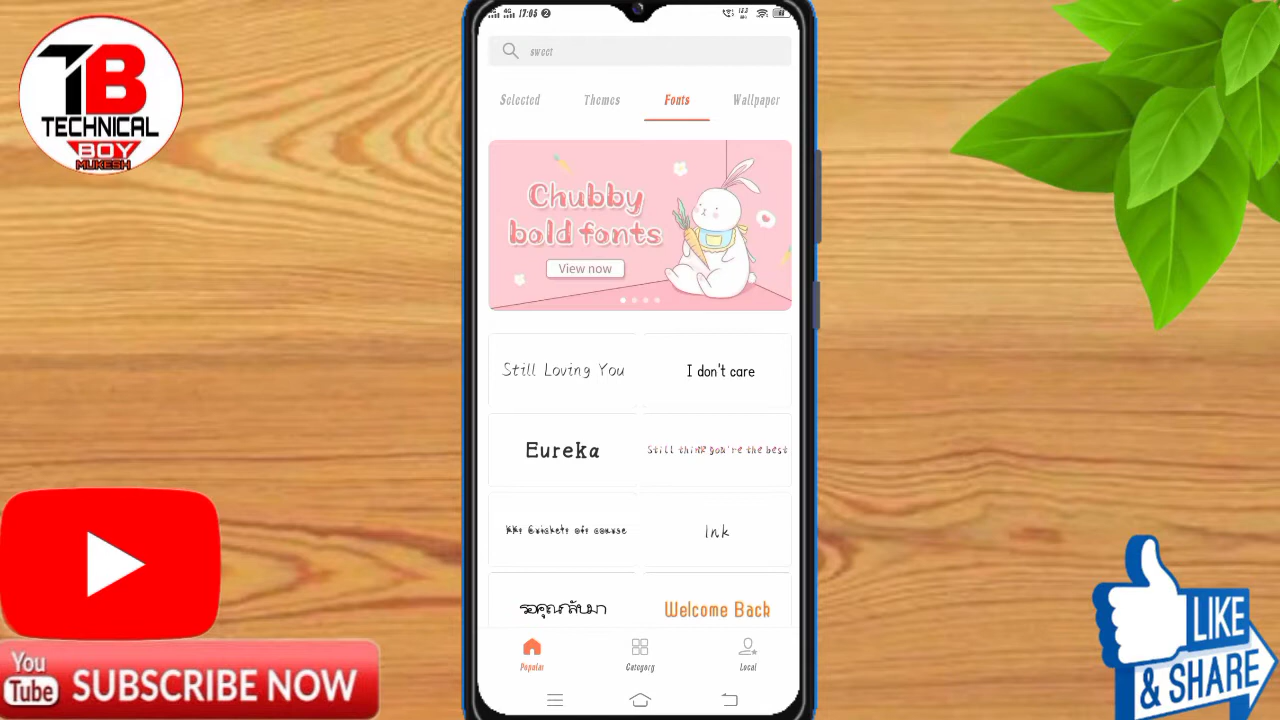 TB
TECHNICAL
BOY
MUKESH
17:05
sweet
Selected
Themes
Fonts
Wallpaper
Chubby
bold fonts
View now
Still Loving You
I don't care
Eureka
Still think you're the best
Ink
รอคุณกลับมา
Welcome Back
Popular
Category
Local
You
Tube
SUBSCRIBE NOW
LIKE
& SHARE